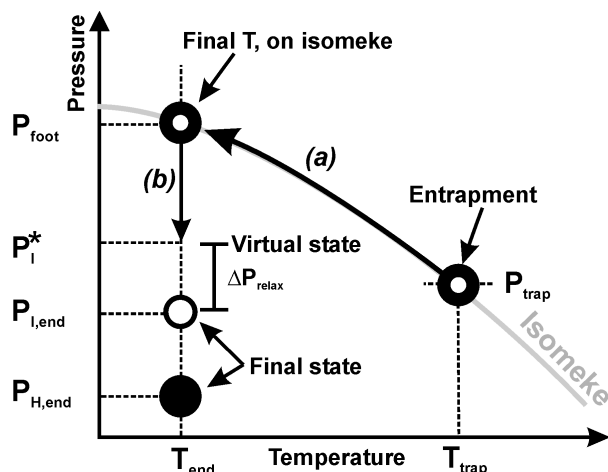 Pressure
Final T, on isomeke
P_foot
(a)
(b)
Entrapment
P_I^*
Virtual state
ΔP_relax
P_trap
P_I,end
Isomeke
Final state
P_H,end
T_end
Temperature
T_trap